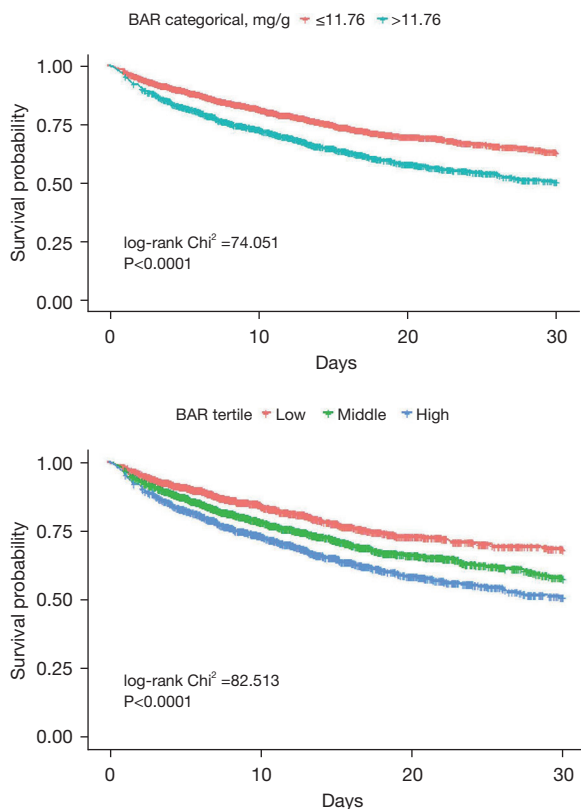 BAR categorical, mg/g ≤11.76 >11.76
Survival probability
1.00
0.75
0.50
0.25
0.00
log-rank Chi² =74.051
P<0.0001
0 10 20 30
Days
BAR tertile Low Middle High
Survival probability
1.00
0.75
0.50
0.25
0.00
log-rank Chi² =82.513
P<0.0001
0 10 20 30
Days